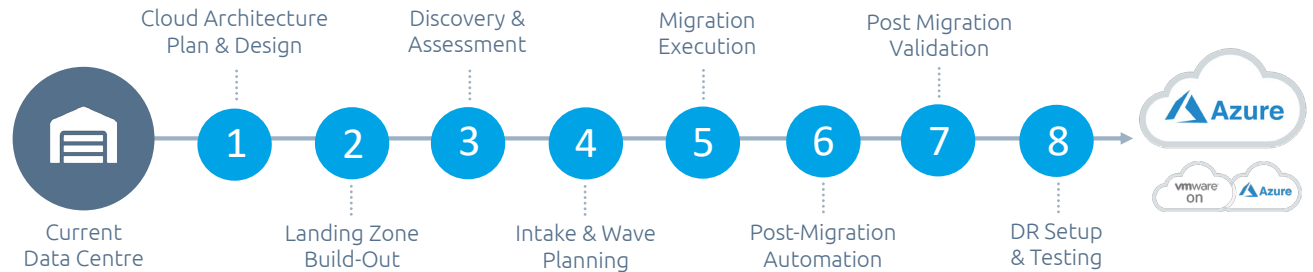 Cloud Architecture
Plan & Design
Discovery &
Assessment
Migration
Execution
Post Migration
Validation
1
2
3
4
5
6
7
8
Azure
vmware
on
Azure
Current
Data Centre
Landing Zone
Build-Out
Intake & Wave
Planning
Post-Migration
Automation
DR Setup
& Testing